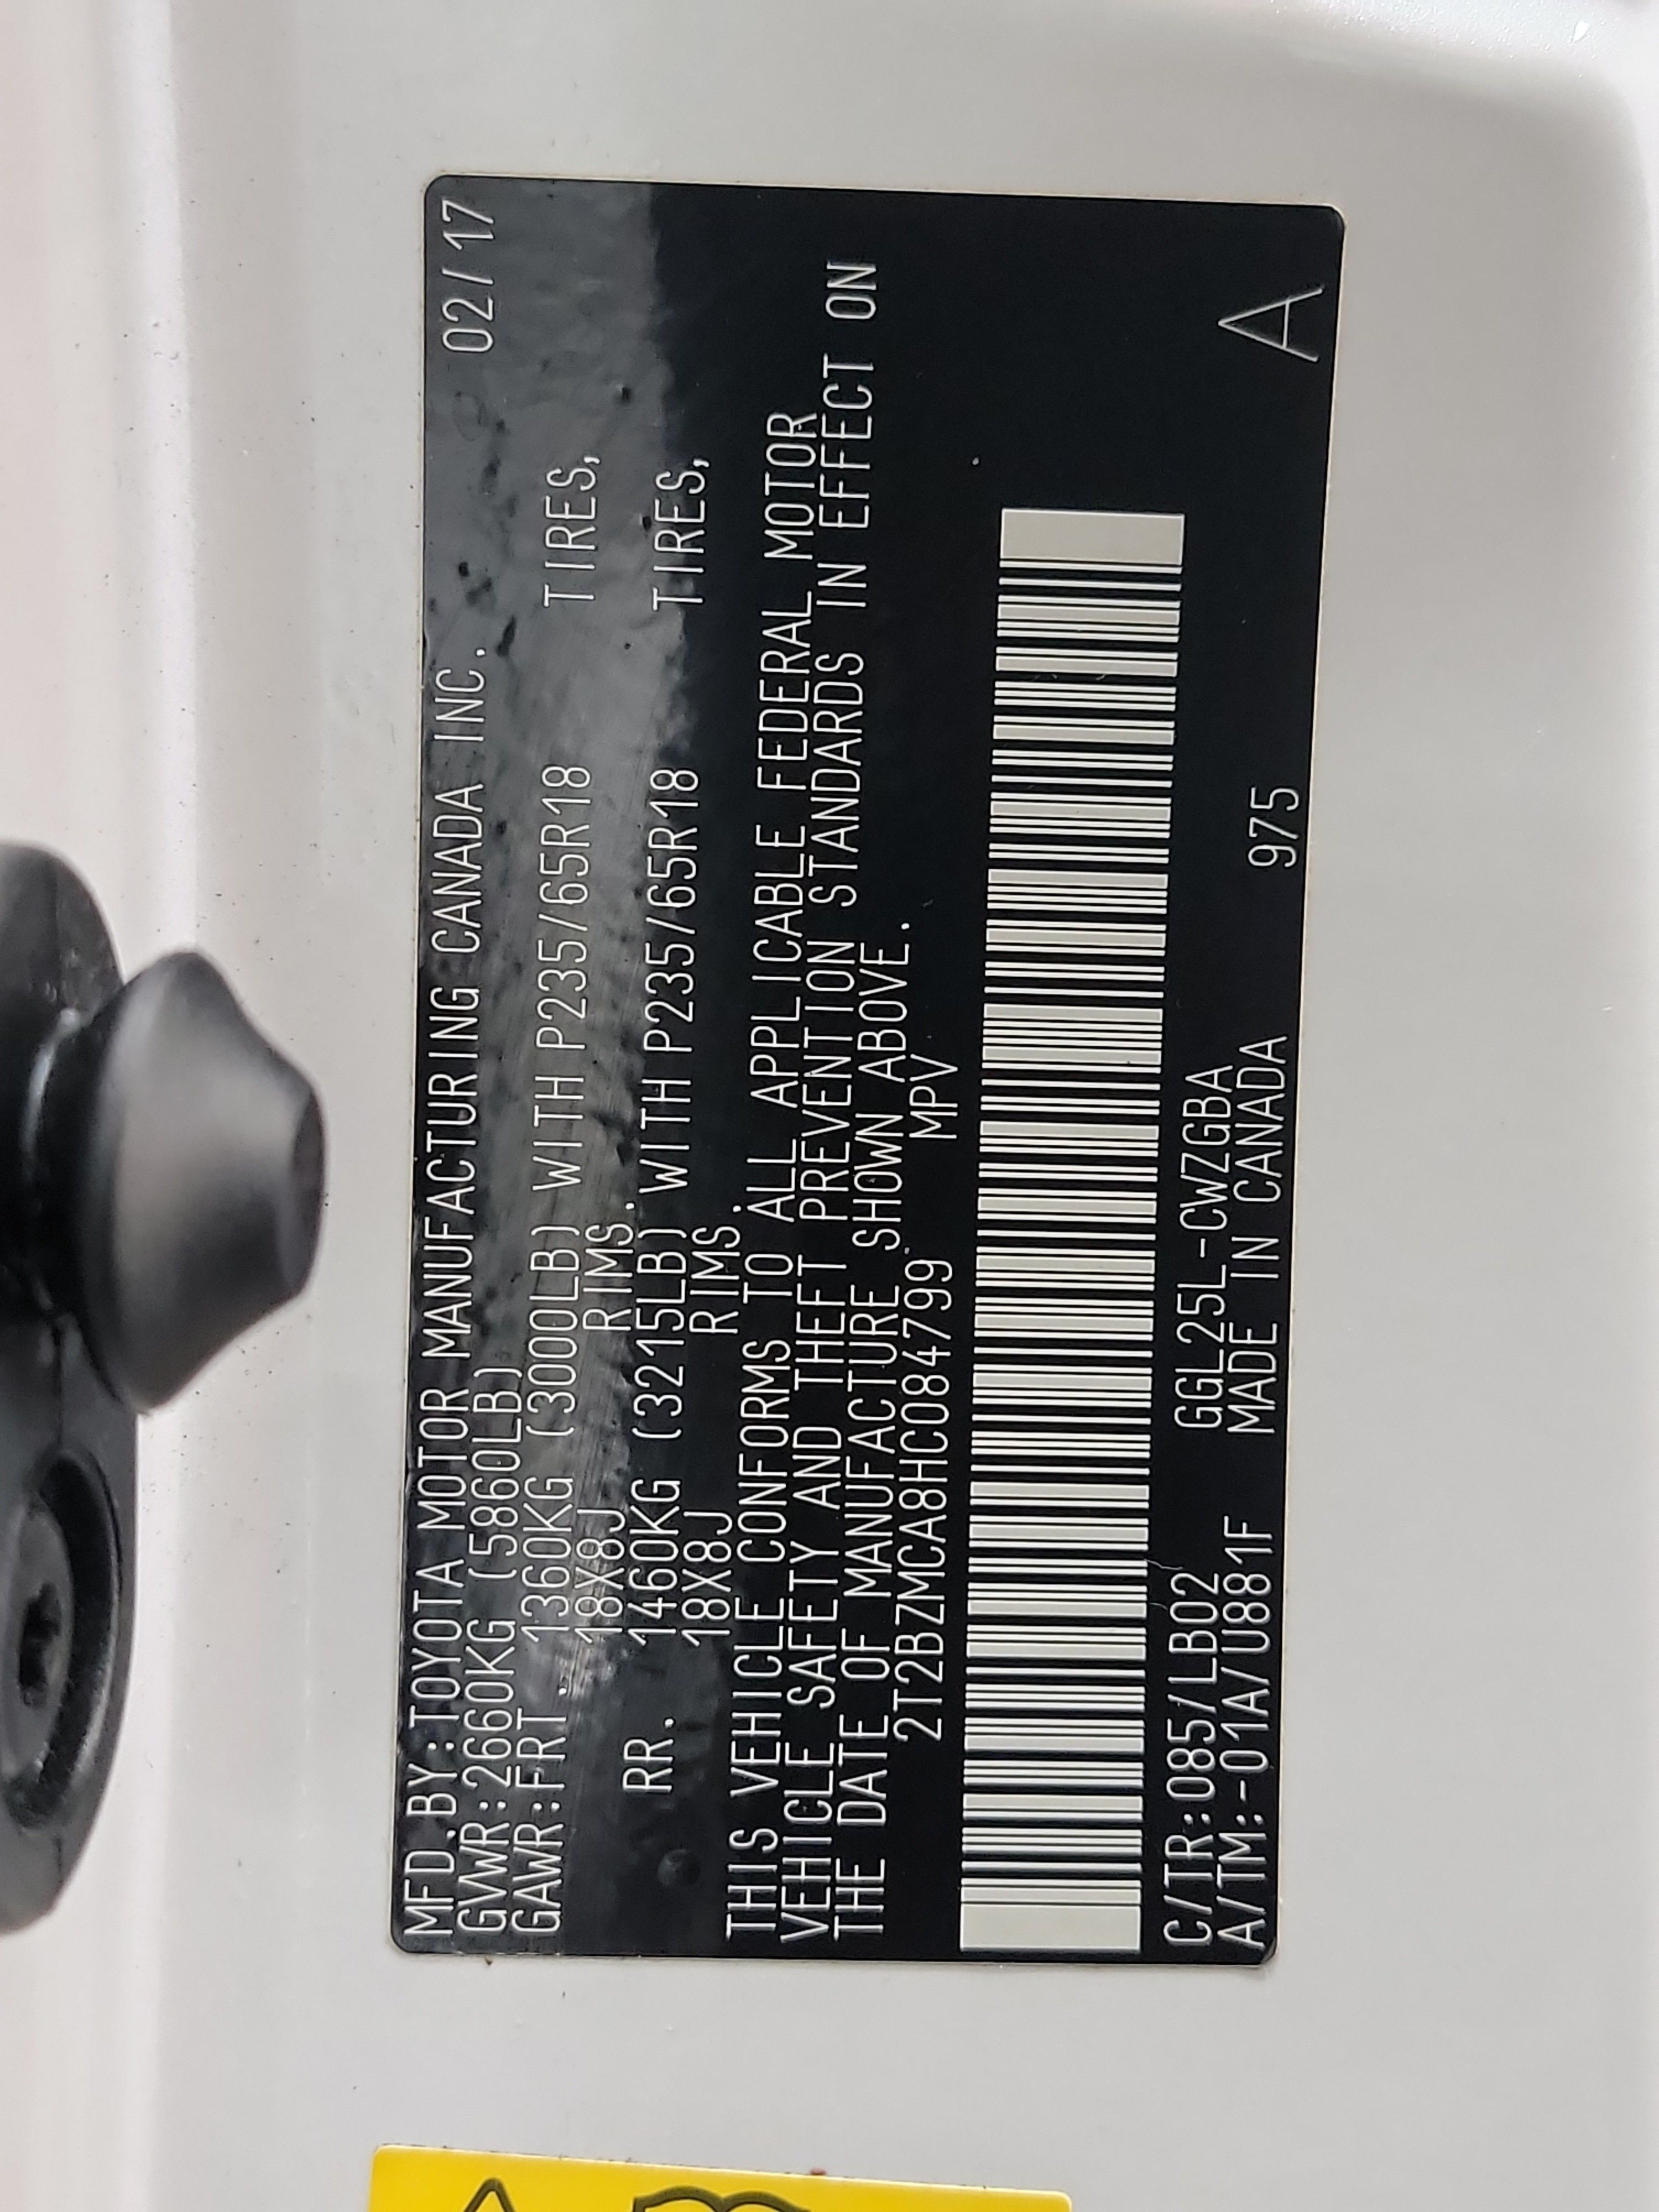 MFD.BY:TOYOTA MOTOR MANUFACTURING CANADA INC. 02/17
GVWR:2660KG (5860LB)
GAWR:FRT. 1360KG (3000LB) WITH P235/65R18 TIRES,
18X8J RIMS.
RR. 1460KG (3215LB) WITH P235/65R18 TIRES,
18X8J RIMS.
THIS VEHICLE CONFORMS TO ALL APPLICABLE FEDERAL MOTOR
VEHICLE SAFETY AND THEFT PREVENTION STANDARDS IN EFFECT ON
THE DATE OF MANUFACTURE SHOWN ABOVE.
2T2BZMCA8HC084799 MPV
C/TR:085/LB02 GGL25L-CWZGBA
A/TM:-01A/U881F MADE IN CANADA 975 A